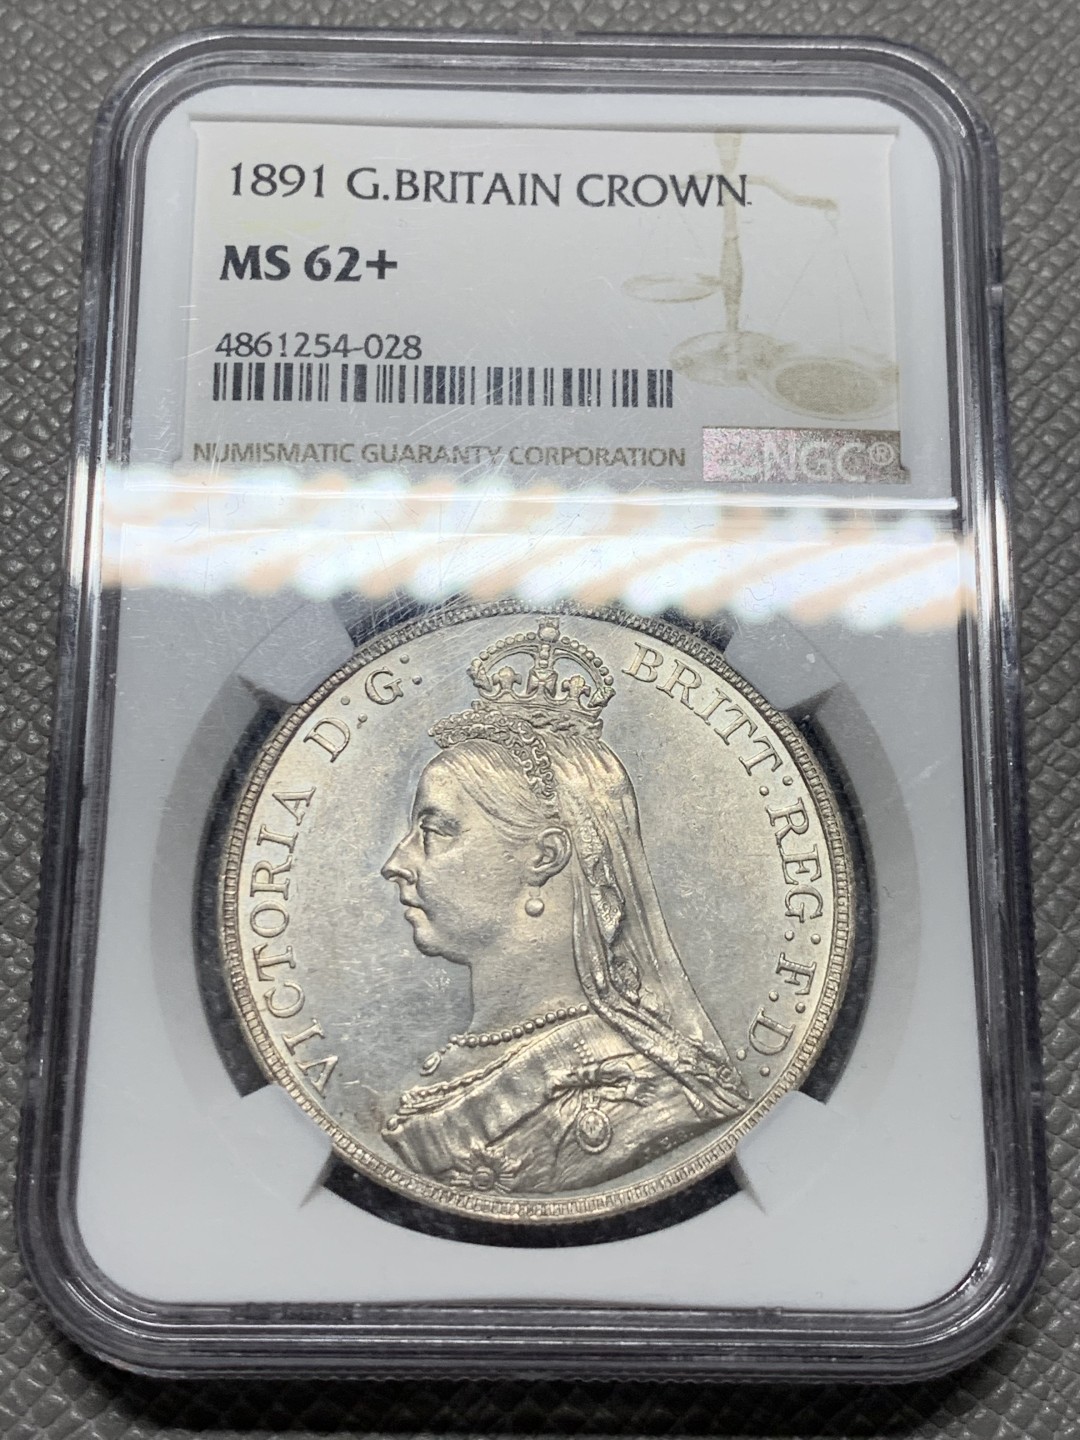 1891 G.BRITAIN CROWN
MS 62+
4861254-028
NUMISMATIC GUARANTY CORPORATION
NGC®
VICTORIA D:G: BRITT:REG:F:D: